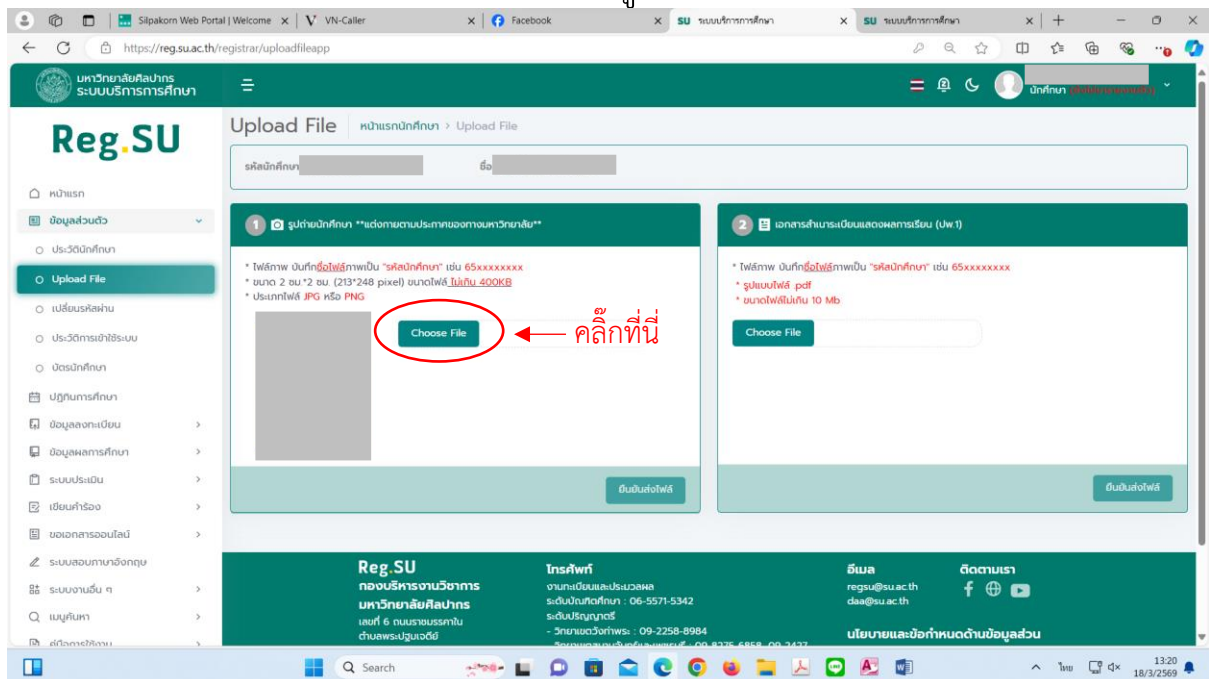 Silpakorn Web Portal | Welcome
VN-Caller
Facebook
SU ระบบบริการการศึกษา
SU ระบบบริการการศึกษา
https://reg.su.ac.th/registrar/uploadfileapp
มหาวิทยาลัยศิลปากร
ระบบบริการการศึกษา
นักศึกษา
Reg.SU
Upload File
หน้าแรกนักศึกษา > Upload File
รหัสนักศึกษา
ชื่อ
หน้าแรก
ข้อมูลส่วนตัว
ประวัตินักศึกษา
Upload File
เปลี่ยนรหัสผ่าน
ประวัติการเข้าใช้ระบบ
บัตรนักศึกษา
ปฏิทินการศึกษา
ข้อมูลลงทะเบียน
ข้อมูลผลการศึกษา
ระบบประเมิน
เขียนคำร้อง
ขอเอกสารออนไลน์
ระบบสอบภาษาอังกฤษ
ระบบงานอื่น ๆ
เมนูค้นหา
คู่มือการใช้งาน
1 รูปถ่ายนักศึกษา **แต่งกายตามประกาศของทางมหาวิทยาลัย**
* ไฟล์ภาพ บันทึกชื่อไฟล์ภาพเป็น "รหัสนักศึกษา" เช่น 65xxxxxxxx
* ขนาด 2 ซม.*2 ซม. (213*248 pixel) ขนาดไฟล์ ไม่เกิน 400KB
* ประเภทไฟล์ JPG หรือ PNG
Choose File
คลิ๊กที่นี่
ยืนยันส่งไฟล์
2 เอกสารสำเนาระเบียนแสดงผลการเรียน (ปพ.1)
* ไฟล์ภาพ บันทึกชื่อไฟล์ภาพเป็น "รหัสนักศึกษา" เช่น 65xxxxxxxx
* รูปแบบไฟล์ .pdf
* ขนาดไฟล์ไม่เกิน 10 Mb
Choose File
ยืนยันส่งไฟล์
Reg.SU
กองบริหารงานวิชาการ
มหาวิทยาลัยศิลปากร
เลขที่ 6 ถนนราชมรรคาใน
ตำบลพระปฐมเจดีย์
โทรศัพท์
งานทะเบียนและประมวลผล
ระดับบัณฑิตศึกษา : 06-5571-5342
ระดับปริญญาตรี
- วิทยาเขตวังท่าพระ : 09-2258-8984
อีเมล
regsu@su.ac.th
daa@su.ac.th
ติดตามเรา
นโยบายและข้อกำหนดด้านข้อมูลส่วน
Search
ไทย
13:20
18/3/2569